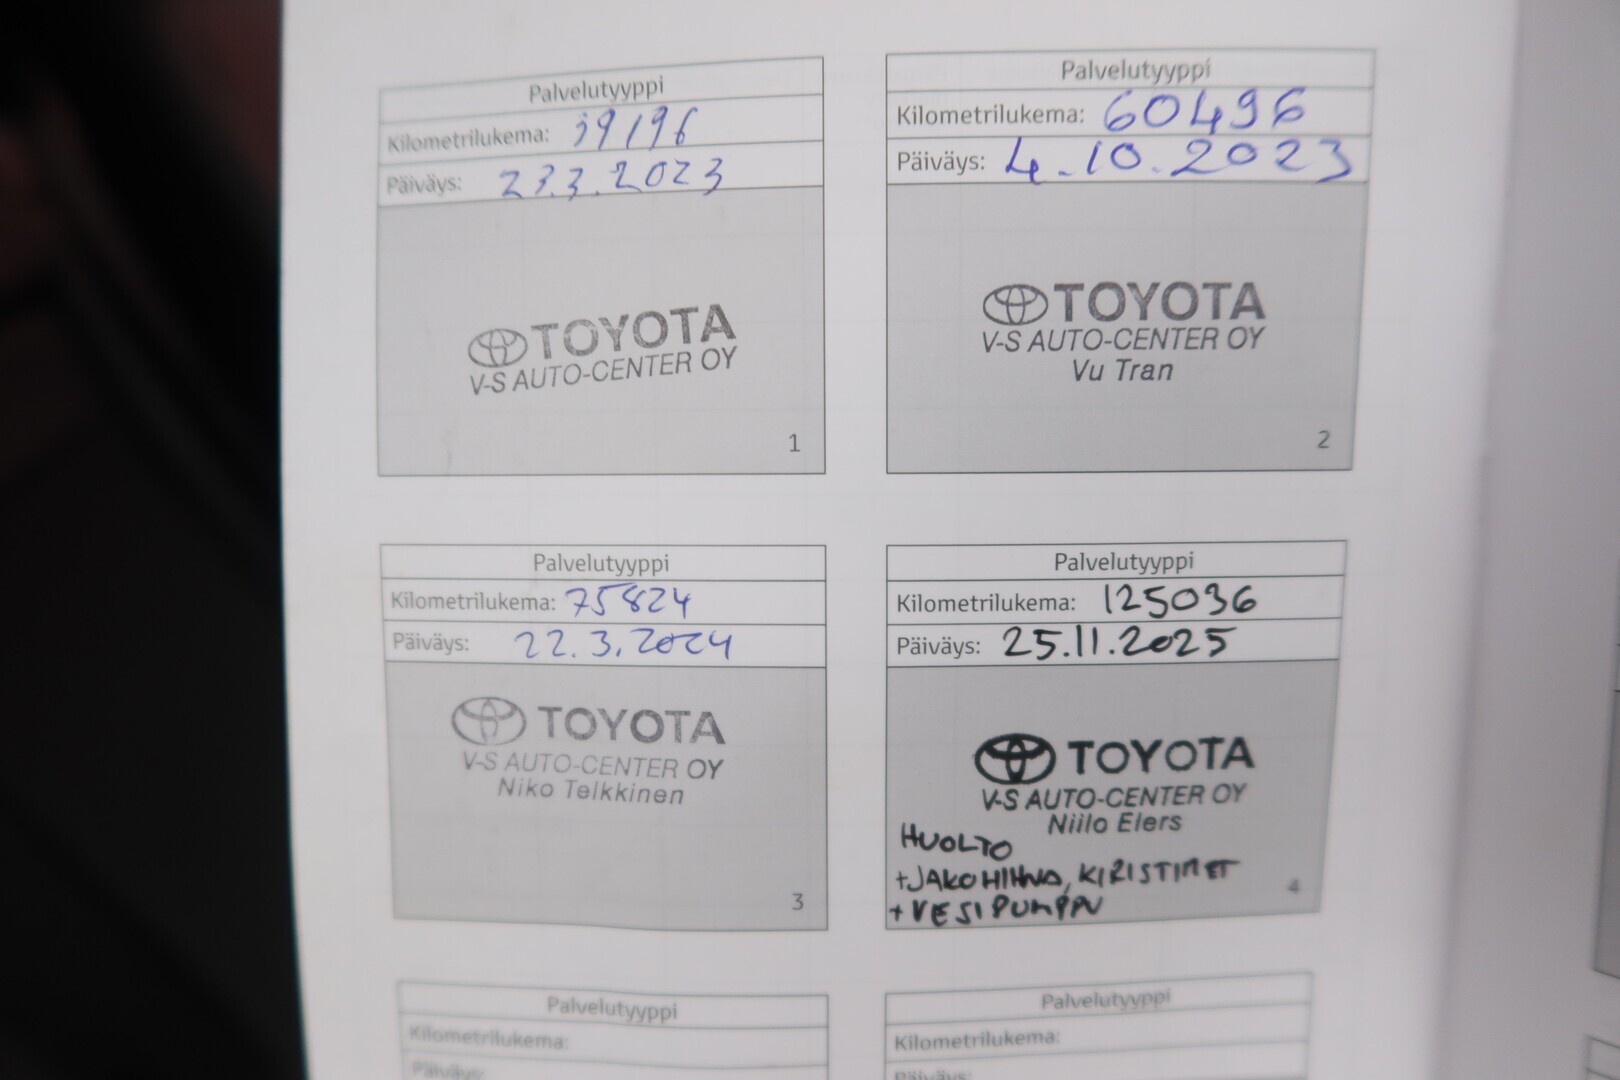 Palvelutyyppi
Kilometrilukema: 39196
Päiväys: 23.3.2023
TOYOTA
V-S AUTO-CENTER OY
1
Palvelutyyppi
Kilometrilukema: 60496
Päiväys: 4.10.2023
TOYOTA
V-S AUTO-CENTER OY
Vu Tran
2
Palvelutyyppi
Kilometrilukema: 75824
Päiväys: 22.3.2024
TOYOTA
V-S AUTO-CENTER OY
Niko Telkkinen
3
Palvelutyyppi
Kilometrilukema: 125036
Päiväys: 25.11.2025
TOYOTA
V-S AUTO-CENTER OY
Niilo Elers
HUOLTO
+JAKOHIHNA, KIRISTIMET
+VESIPUMPPU
4
Palvelutyyppi
Kilometrilukema:
Päiväys:
Palvelutyyppi
Kilometrilukema:
Päiväys: